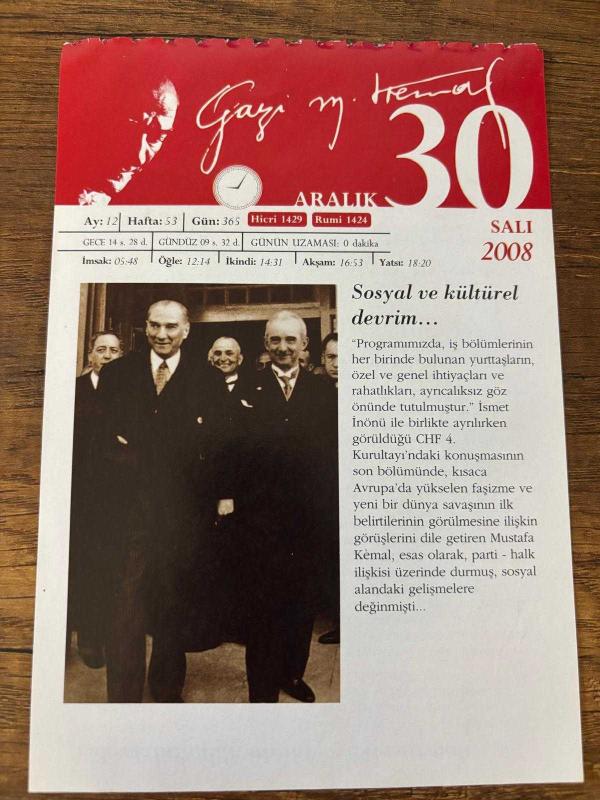 Gazi M. Kemal
30
ARALIK
SALI
2008
Ay: 12 Hafta: 53 Gün: 365 Hicri 1429 Rumi 1424
GECE 14 s. 28 d. GÜNDÜZ 09 s. 32 d. GÜNÜN UZAMASI: 0 dakika
İmsak: 05:48 Öğle: 12:14 İkindi: 14:31 Akşam: 16:53 Yatsı: 18:20
Sosyal ve kültürel
devrim...
“Programımızda, iş bölümlerinin
her birinde bulunan yurttaşların,
özel ve genel ihtiyaçları ve
rahatlıkları, ayrıcalıksız göz
önünde tutulmuştur.” İsmet
İnönü ile birlikte ayrılırken
görüldüğü CHF 4.
Kurultayı’ndaki konuşmasının
son bölümünde, kısaca
Avrupa’da yükselen faşizme ve
yeni bir dünya savaşının ilk
belirtilerinin görülmesine ilişkin
görüşlerini dile getiren Mustafa
Kèmal, esas olarak, parti - halk
ilişkisi üzerinde durmuş, sosyal
alandaki gelişmelere
değinmişti...